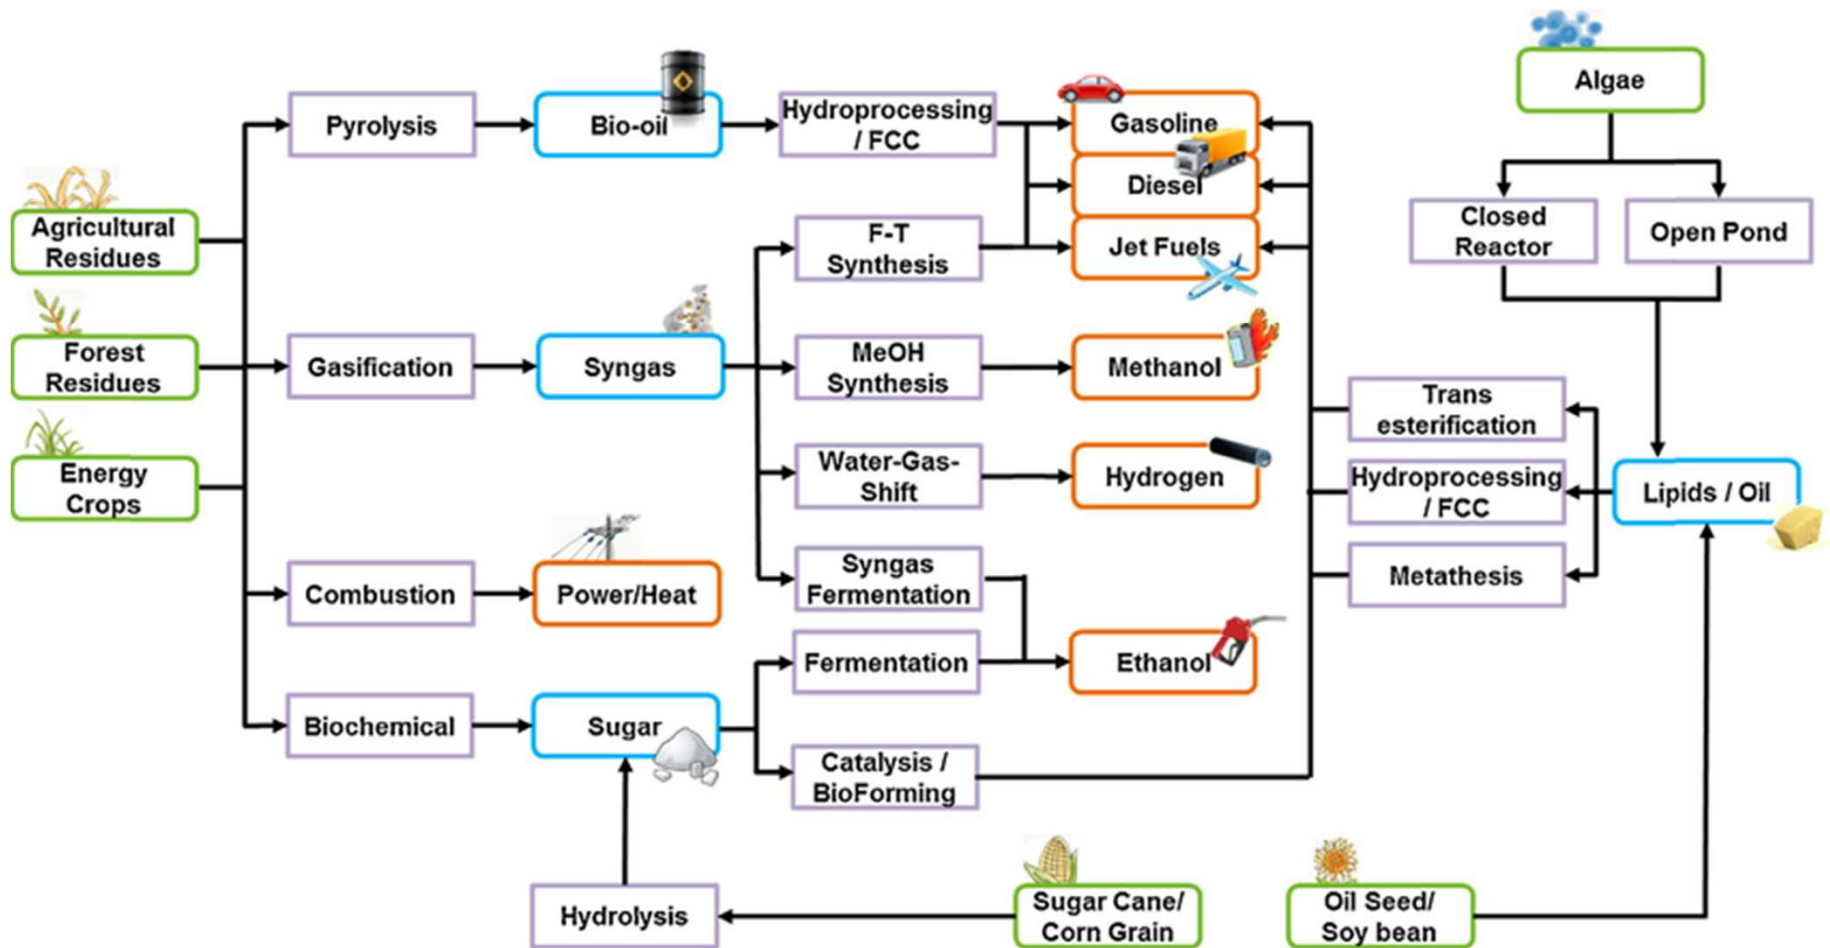 Algae
Pyrolysis
Bio-oil
Hydroprocessing
/ FCC
Gasoline
Diesel
Jet Fuels
Closed
Reactor
Open Pond
Agricultural
Residues
F-T
Synthesis
Forest
Residues
Gasification
Syngas
MeOH
Synthesis
Methanol
Trans
esterification
Energy
Crops
Water-Gas-
Shift
Hydrogen
Hydroprocessing
/ FCC
Lipids / Oil
Combustion
Power/Heat
Syngas
Fermentation
Metathesis
Fermentation
Ethanol
Biochemical
Sugar
Catalysis /
BioForming
Hydrolysis
Sugar Cane/
Corn Grain
Oil Seed/
Soy bean